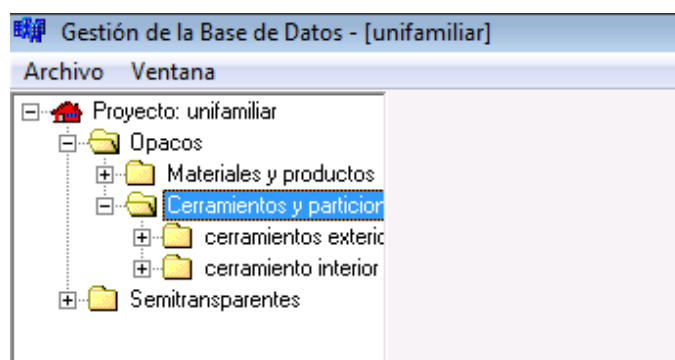 Gestión de la Base de Datos - [unifamiliar]
Archivo Ventana
Proyecto: unifamiliar
Opacos
Materiales y productos
Cerramientos y particion
cerramientos exterio
cerramiento interior
Semitransparentes